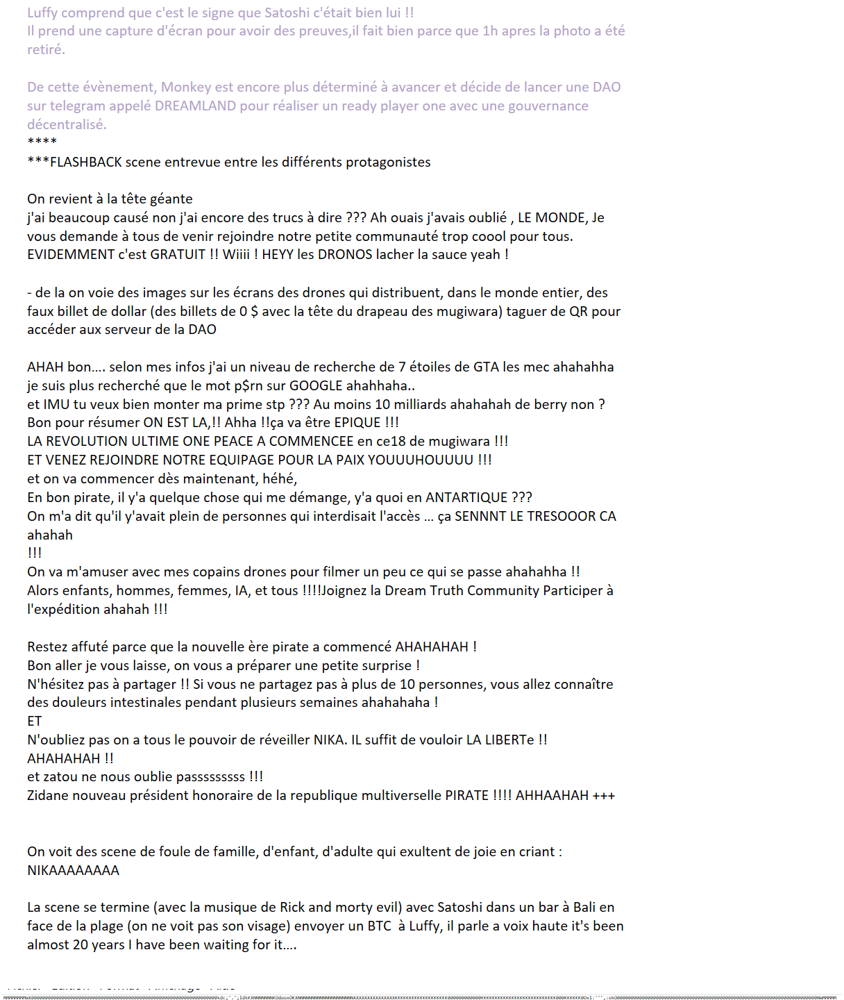 Luffy comprend que c'est le signe que Satoshi c'était bien lui !!
Il prend une capture d'écran pour avoir des preuves,il fait bien parce que 1h apres la photo a été
retiré.
De cette évènement, Monkey est encore plus déterminé à avancer et décide de lancer une DAO
sur telegram appelé DREAMLAND pour réaliser un ready player one avec une gouvernance
décentralisé.
****
***FLASHBACK scene entrevue entre les différents protagonistes
On revient à la tête géante
j'ai beaucoup causé non j'ai encore des trucs à dire ??? Ah ouais j'avais oublié , LE MONDE, Je
vous demande à tous de venir rejoindre notre petite communauté trop coool pour tous.
EVIDEMMENT c'est GRATUIT !! Wiiii ! HEYY les DRONOS lacher la sauce yeah !
- de la on voie des images sur les écrans des drones qui distribuent, dans le monde entier, des
faux billet de dollar (des billets de 0 $ avec la tête du drapeau des mugiwara) taguer de QR pour
accéder aux serveur de la DAO
AHAH bon.... selon mes infos j'ai un niveau de recherche de 7 étoiles de GTA les mec ahahahha
je suis plus recherché que le mot p$rn sur GOOGLE ahahhaha..
et IMU tu veux bien monter ma prime stp ??? Au moins 10 milliards ahahahah de berry non ?
Bon pour résumer ON EST LA,!! Ahha !!ça va être EPIQUE !!!
LA REVOLUTION ULTIME ONE PEACE A COMMENCEE en ce18 de mugiwara !!!
ET VENEZ REJOINDRE NOTRE EQUIPAGE POUR LA PAIX YOUUUHOUUUU !!!
et on va commencer dès maintenant, héhé,
En bon pirate, il y'a quelque chose qui me démange, y'a quoi en ANTARTIQUE ???
On m'a dit qu'il y'avait plein de personnes qui interdisait l'accès ... ça SENNNT LE TRESOOOR CA
ahahah
!!!
On va m'amuser avec mes copains drones pour filmer un peu ce qui se passe ahahahha !!
Alors enfants, hommes, femmes, IA, et tous !!!!Joignez la Dream Truth Community Participer à
l'expédition ahahah !!!
Restez affuté parce que la nouvelle ère pirate a commencé AHAHAHAH !
Bon aller je vous laisse, on vous a préparer une petite surprise !
N'hésitez pas à partager !! Si vous ne partagez pas à plus de 10 personnes, vous allez connaître
des douleurs intestinales pendant plusieurs semaines ahahahaha !
ET
N'oubliez pas on a tous le pouvoir de réveiller NIKA. IL suffit de vouloir LA LIBERTe !!
AHAHAHAH !!
et zatou ne nous oublie passsssssss !!!
Zidane nouveau président honoraire de la republique multiverselle PIRATE !!!! AHHAAHAH +++
On voit des scene de foule de famille, d'enfant, d'adulte qui exultent de joie en criant :
NIKAAAAAAAA
La scene se termine (avec la musique de Rick and morty evil) avec Satoshi dans un bar à Bali en
face de la plage (on ne voit pas son visage) envoyer un BTC  à Luffy, il parle a voix haute it's been
almost 20 years I have been waiting for it....